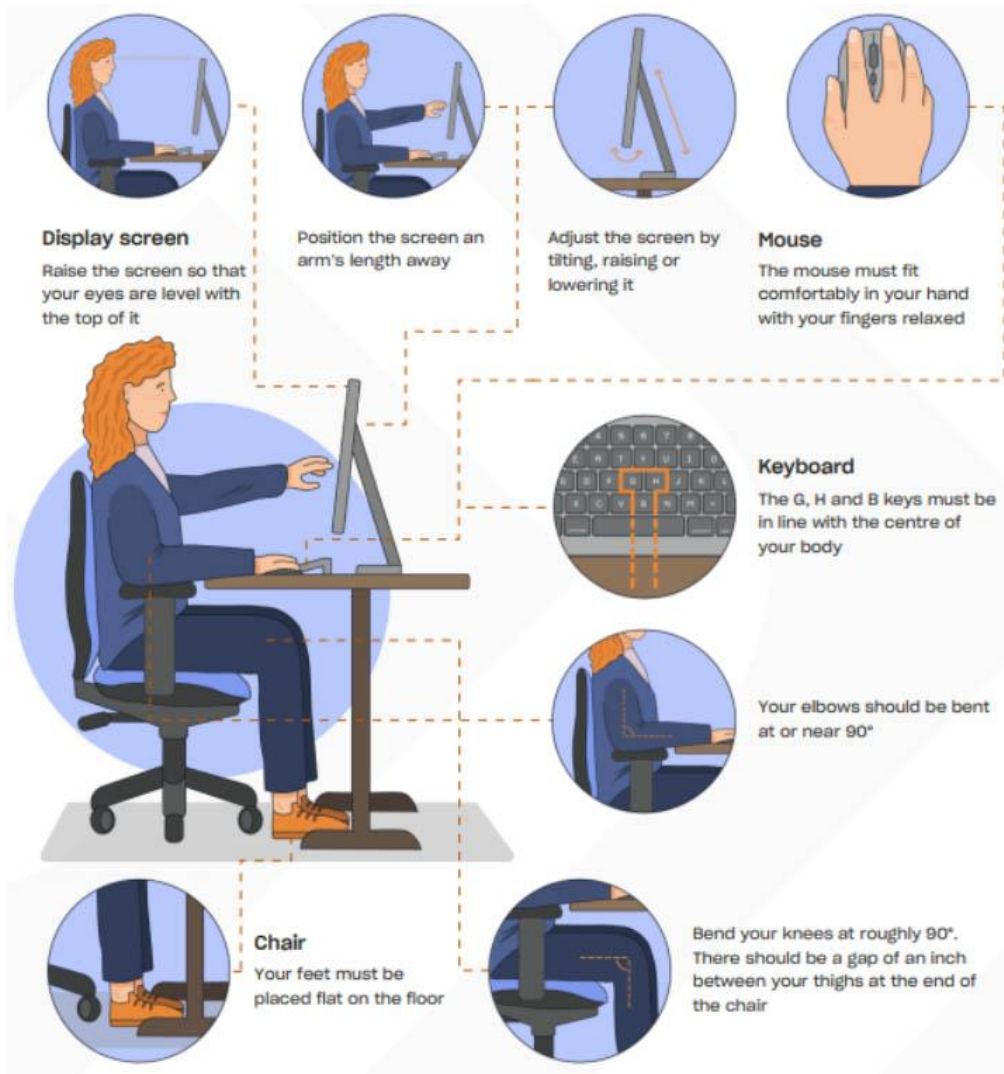 Display screen
Raise the screen so that
your eyes are level with
the top of it
Position the screen an
arm's length away
Adjust the screen by
tilting, raising or
lowering it
Mouse
The mouse must fit
comfortably in your hand
with your fingers relaxed
Keyboard
The G, H and B keys must be
in line with the centre of
your body
Your elbows should be bent
at or near 90°
Chair
Your feet must be
placed flat on the floor
Bend your knees at roughly 90°.
There should be a gap of an inch
between your thighs at the end of
the chair